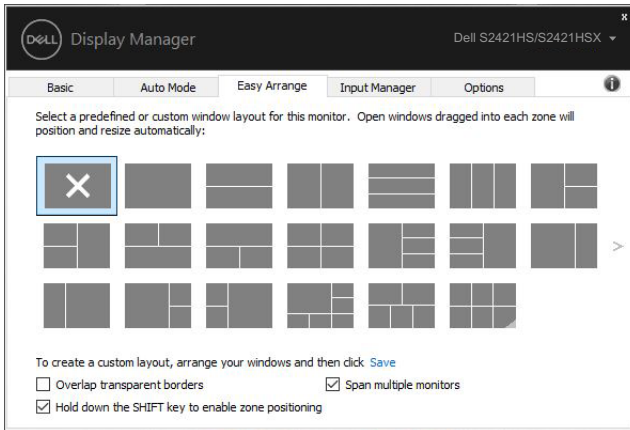 DELL Display Manager
Dell S2421HS/S2421HSX
x
Basic
Auto Mode
Easy Arrange
Input Manager
Options
i
Select a predefined or custom window layout for this monitor. Open windows dragged into each zone will
position and resize automatically:
>
To create a custom layout, arrange your windows and then click Save
Overlap transparent borders
Span multiple monitors
Hold down the SHIFT key to enable zone positioning